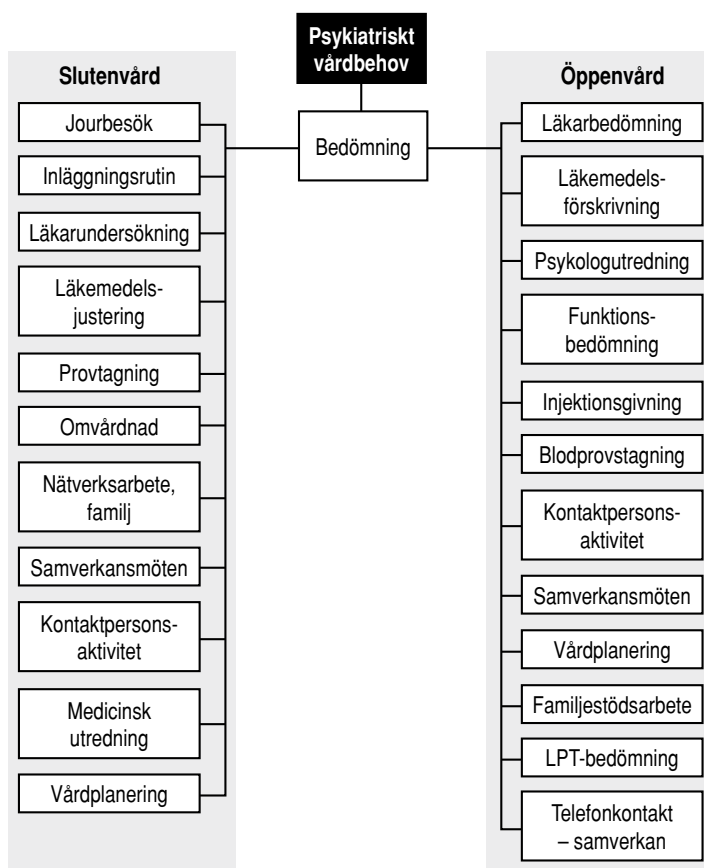 Psykiatriskt
vårdbehov
Bedömning
Slutenvård
Jourbesök
Inläggningsrutin
Läkarundersökning
Läkemedels-
justering
Provtagning
Omvårdnad
Nätverksarbete,
familj
Samverkansmöten
Kontaktpersons-
aktivitet
Medicinsk
utredning
Vårdplanering
Öppenvård
Läkarbedömning
Läkemedels-
förskrivning
Psykologutredning
Funktions-
bedömning
Injektionsgivning
Blodprovstagning
Kontaktpersons-
aktivitet
Samverkansmöten
Vårdplanering
Familjestödsarbete
LPT-bedömning
Telefonkontakt
– samverkan